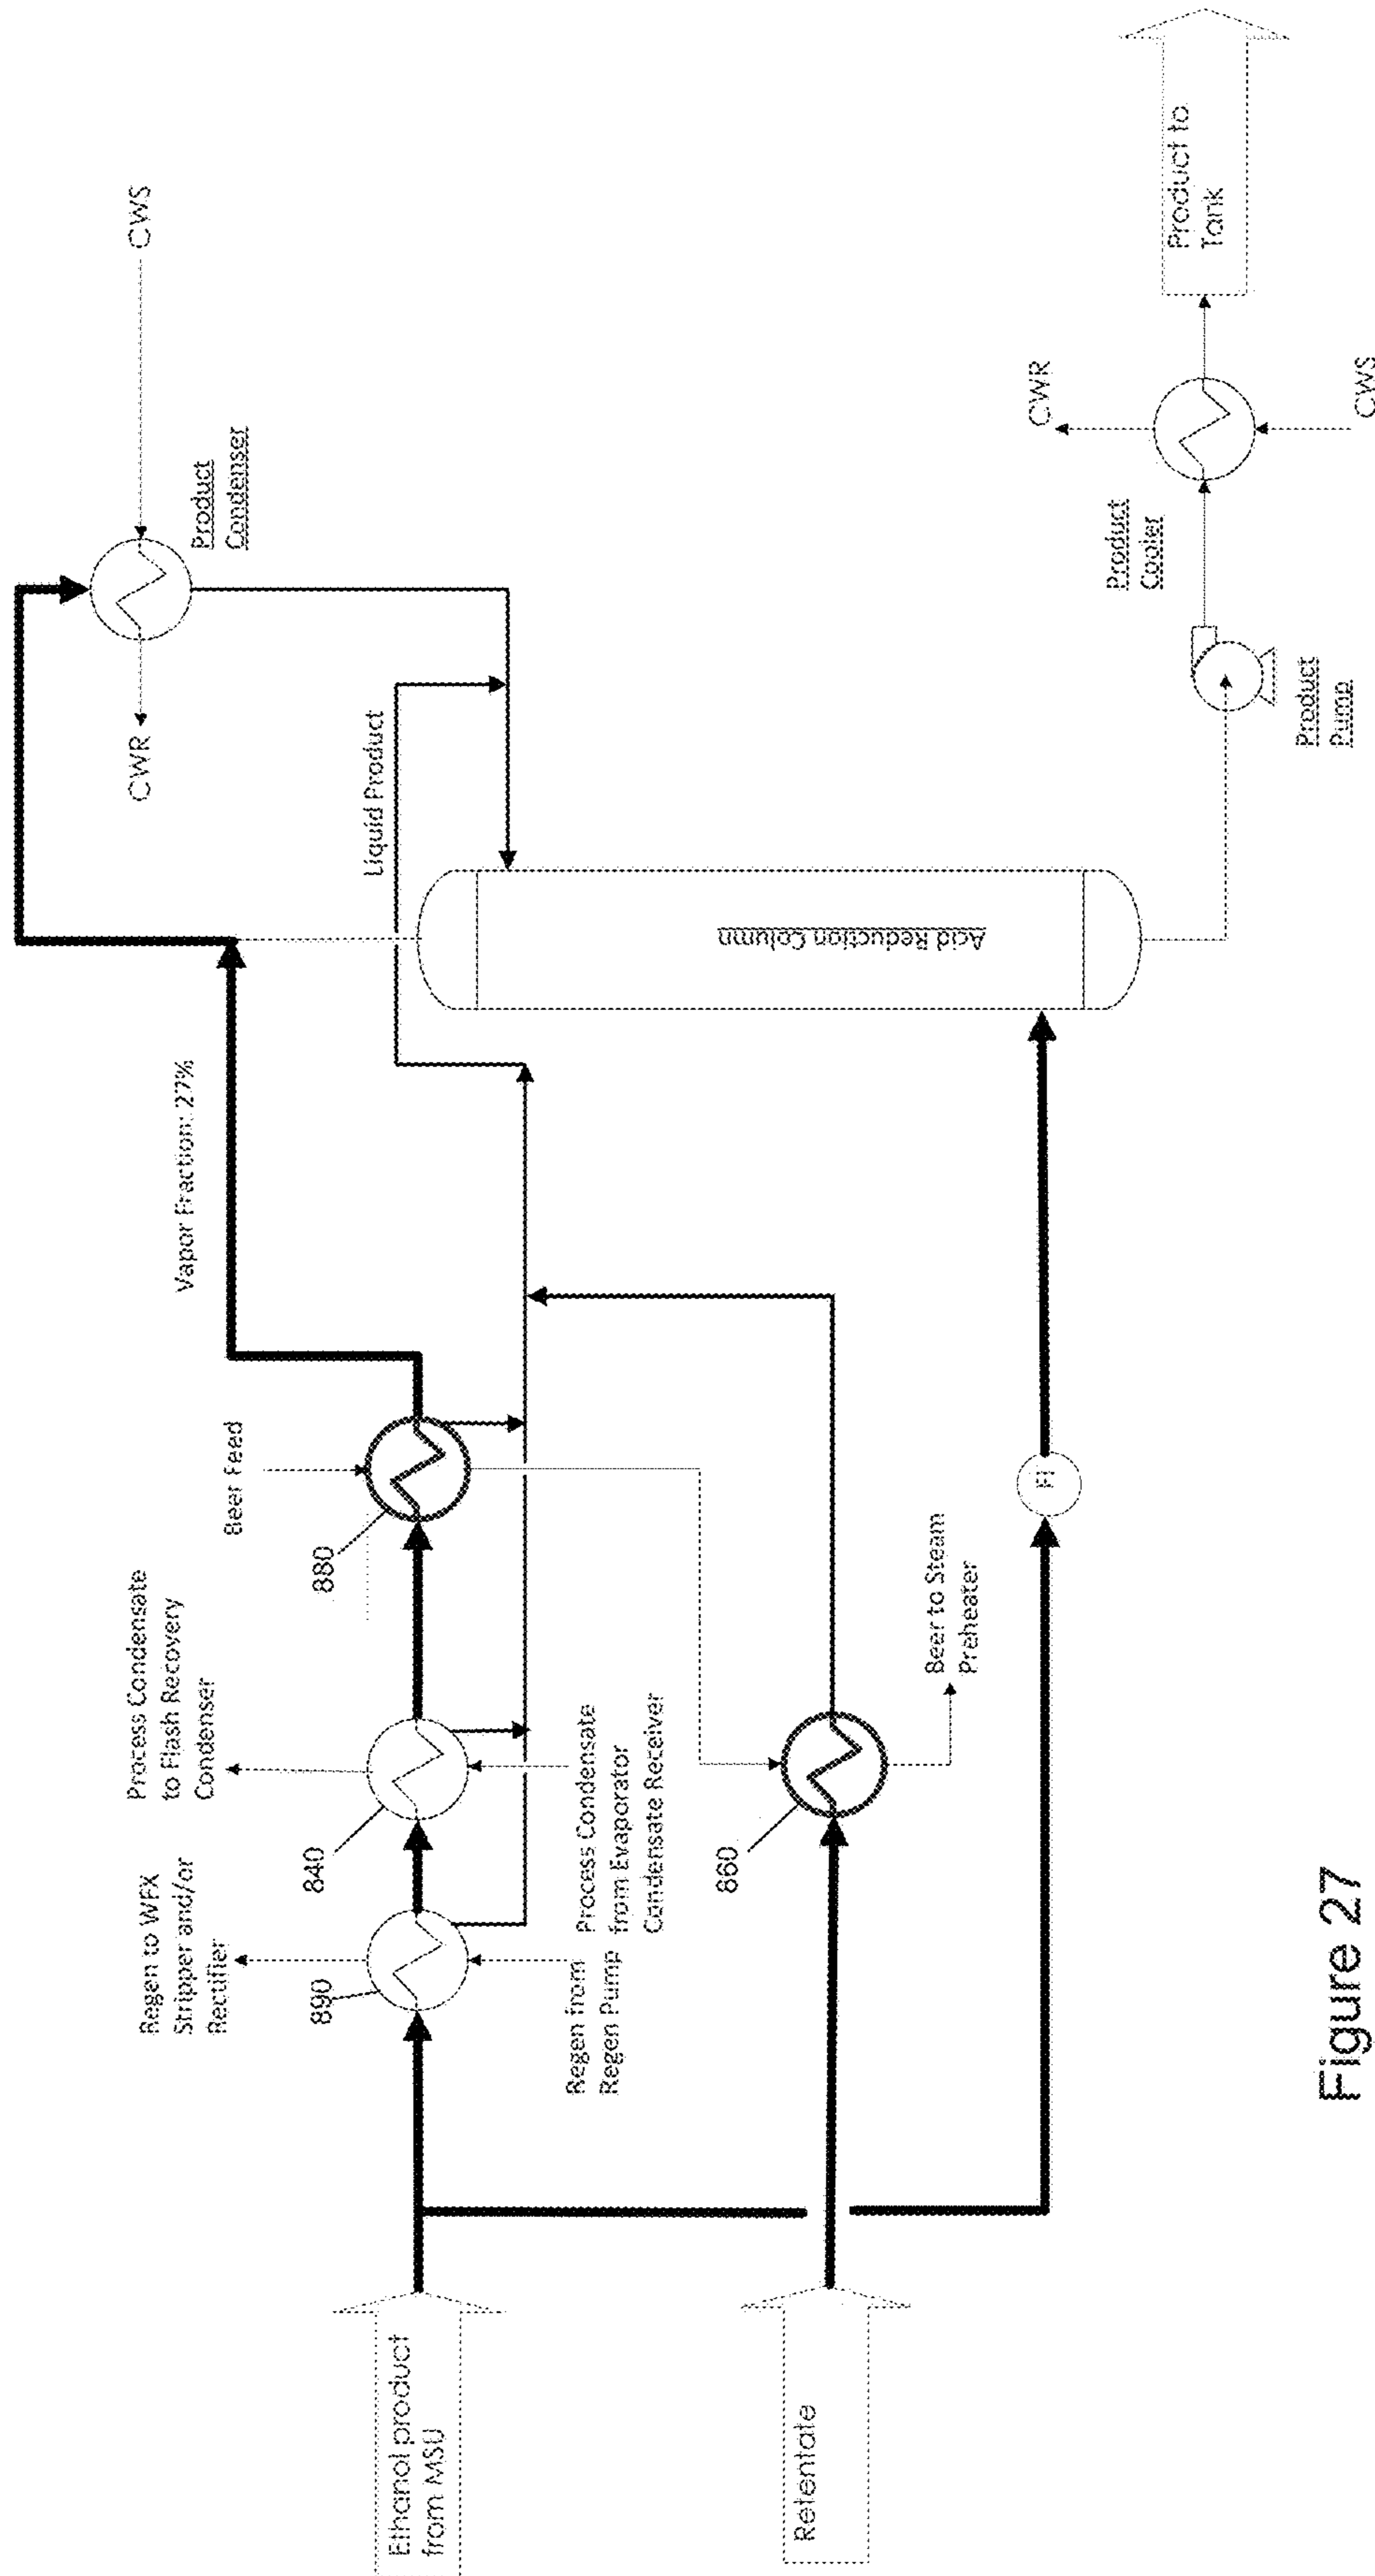 Ethanol product
from MSU
Retentate
Regen to WFX
Stripper and/or
Rectifier
890
Regen from
Regen Pump
Process Condensate
to Flash Recovery
Condenser
840
Process Condensate
from Evaporator
Condensate Receiver
Beer Feed
880
860
Beer to Steam
Preheater
FI
Vapor Fraction: 27%
Liquid Product
Acid Reduction Column
CWR
CWS
Product
Condenser
Product
Pump
Product
Cooler
CWR
CWS
Product to
Tank
Figure 27